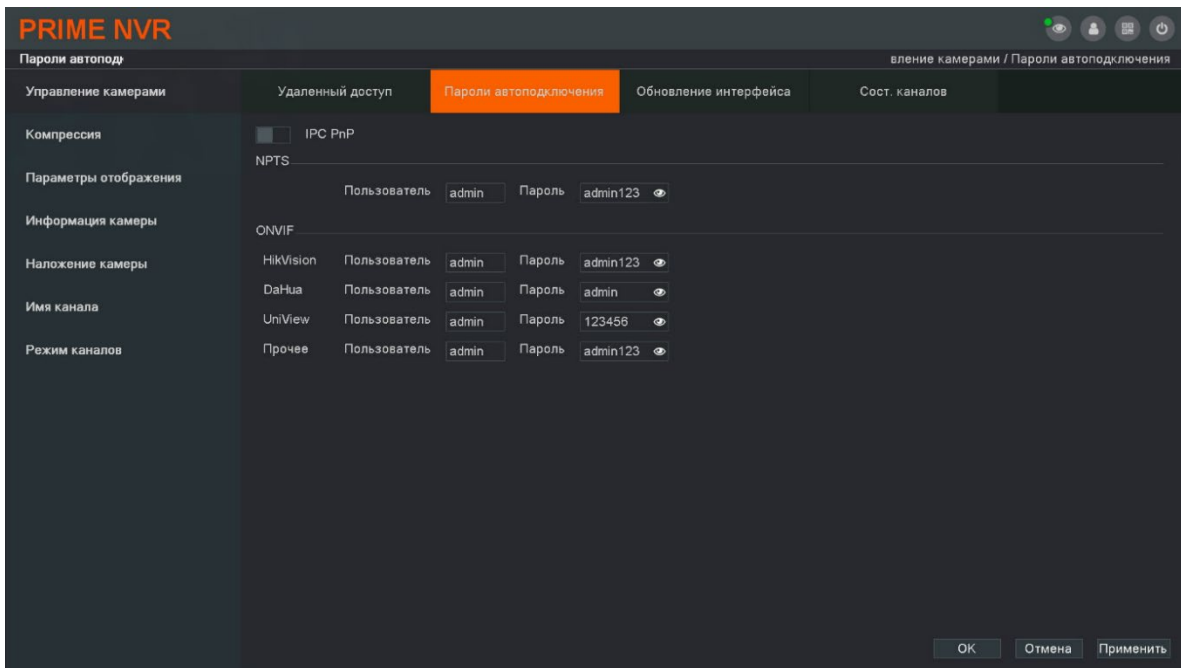 PRIME NVR
Пароли автопод
вление камерами / Пароли автоподключения
Управление камерами
Удаленный доступ
Пароли автоподключения
Обновление интерфейса
Сост. каналов
Компрессия
Параметры отображения
Информация камеры
Наложение камеры
Имя канала
Режим каналов
IPC PnP
NPTS
Пользователь admin Пароль admin123
ONVIF
HikVision Пользователь admin Пароль admin123
DaHua Пользователь admin Пароль admin
UniView Пользователь admin Пароль 123456
Прочее Пользователь admin Пароль admin123
OK Отмена Применить